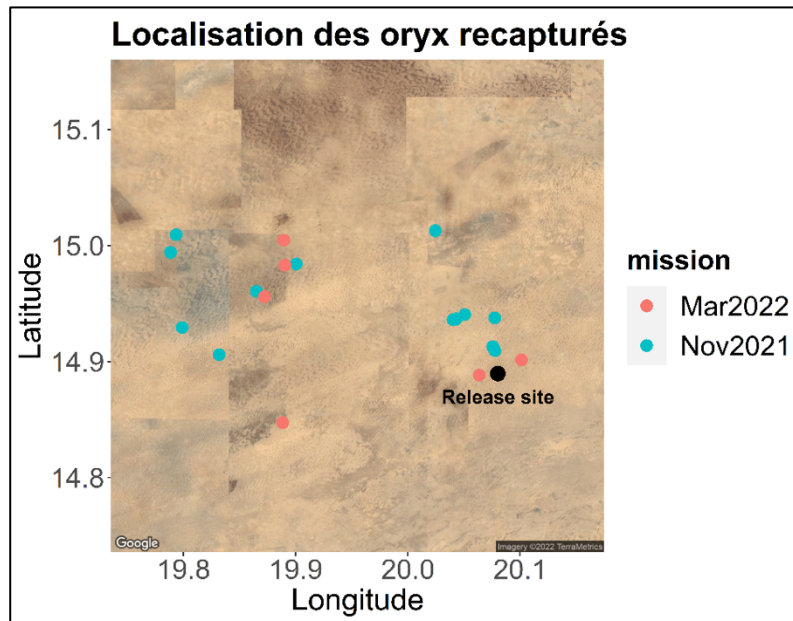 Localisation des oryx recapturés
15.1
15.0
14.9
14.8
Latitude
19.8 19.9 20.0 20.1
Longitude
Release site
Google
Imagery ©2022 TerraMetrics
mission
Mar2022
Nov2021